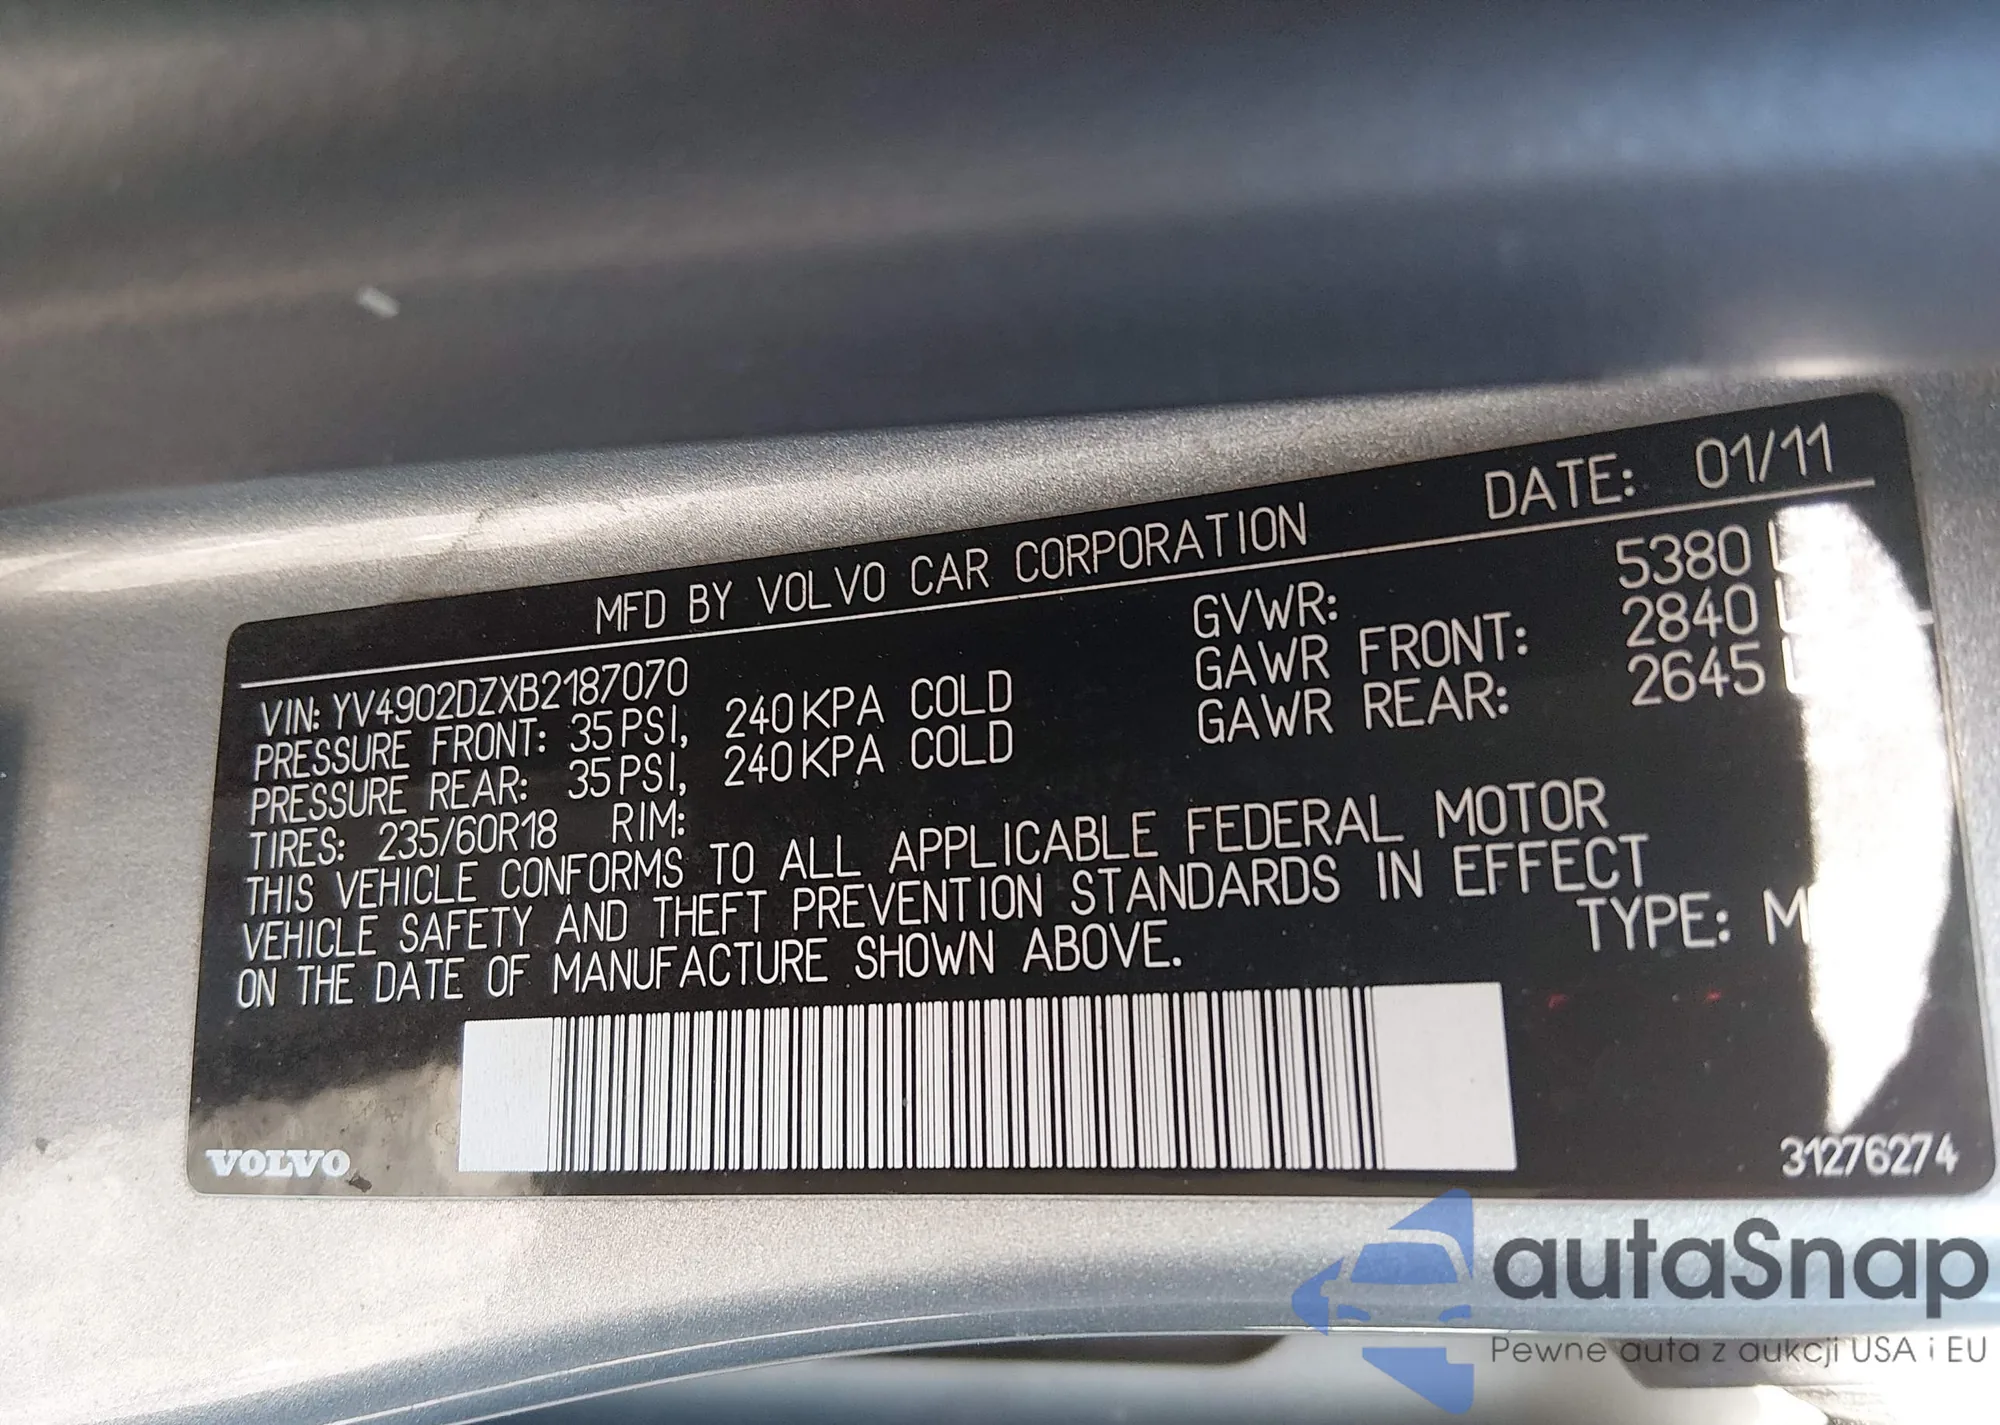 MFD BY VOLVO CAR CORPORATION DATE: 01/11
VIN: YV4902DZXB2187070 GVWR: 5380
PRESSURE FRONT: 35 PSI, 240 KPA COLD GAWR FRONT: 2840
PRESSURE REAR: 35 PSI, 240 KPA COLD GAWR REAR: 2645
TIRES: 235/60R18 RIM:
THIS VEHICLE CONFORMS TO ALL APPLICABLE FEDERAL MOTOR
VEHICLE SAFETY AND THEFT PREVENTION STANDARDS IN EFFECT
ON THE DATE OF MANUFACTURE SHOWN ABOVE. TYPE:
VOLVO
31276274
autaSnap
Pewne auta z aukcji USA i EU